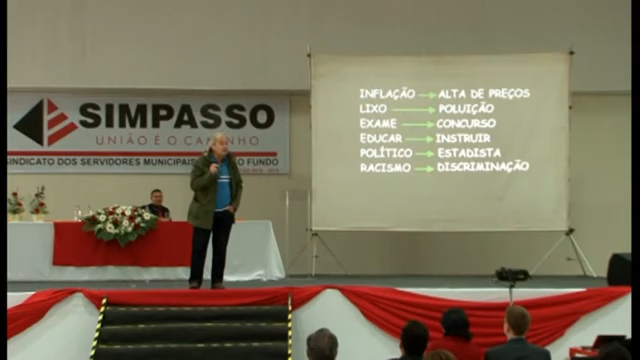 SIMPASSO
UNIÃO É O CAMINHO
SINDICATO DOS SERVIDORES MUNICIPAIS FUNDO
INFLAÇÃO → ALTA DE PREÇOS
LIXO → POLUIÇÃO
EXAME → CONCURSO
EDUCAR → INSTRUIR
POLÍTICO → ESTADISTA
RACISMO → DISCRIMINAÇÃO